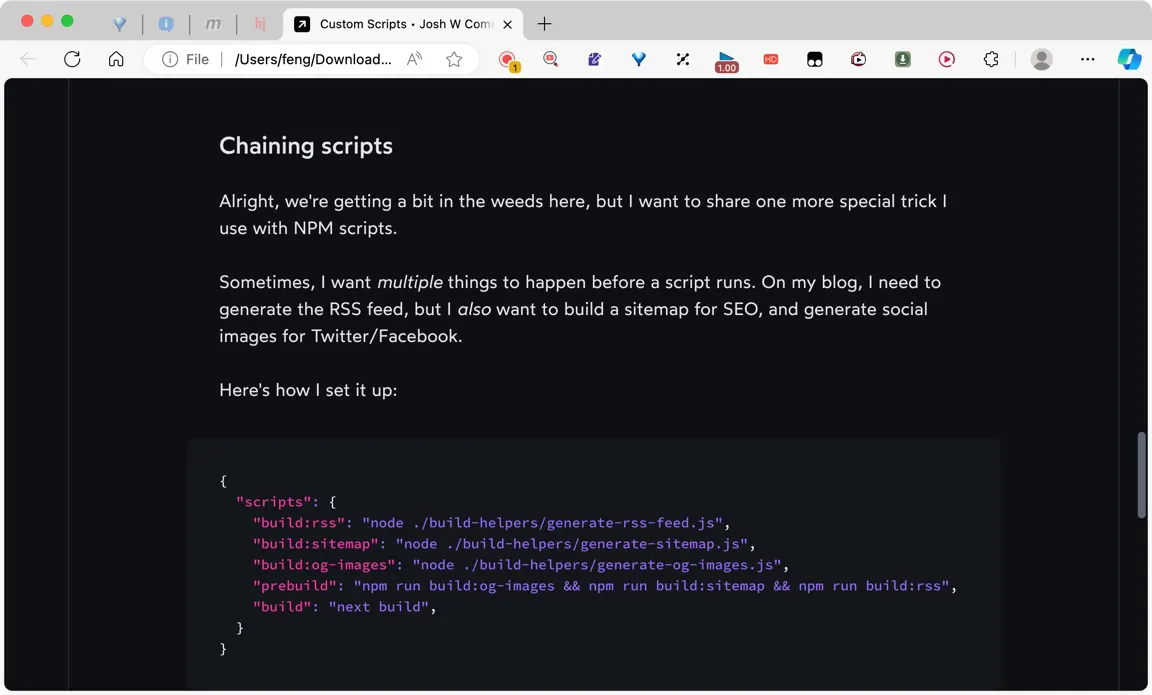 m
hj
Custom Scripts • Josh W Com
File
/Users/feng/Download...
A
1
1.00
HD
Chaining scripts
Alright, we're getting a bit in the weeds here, but I want to share one more special trick I
use with NPM scripts.
Sometimes, I want multiple things to happen before a script runs. On my blog, I need to
generate the RSS feed, but I also want to build a sitemap for SEO, and generate social
images for Twitter/Facebook.
Here's how I set it up:
{
"scripts": {
"build:rss": "node ./build-helpers/generate-rss-feed.js",
"build:sitemap": "node ./build-helpers/generate-sitemap.js",
"build:og-images": "node ./build-helpers/generate-og-images.js",
"prebuild": "npm run build:og-images && npm run build:sitemap && npm run build:rss",
"build": "next build",
}
}